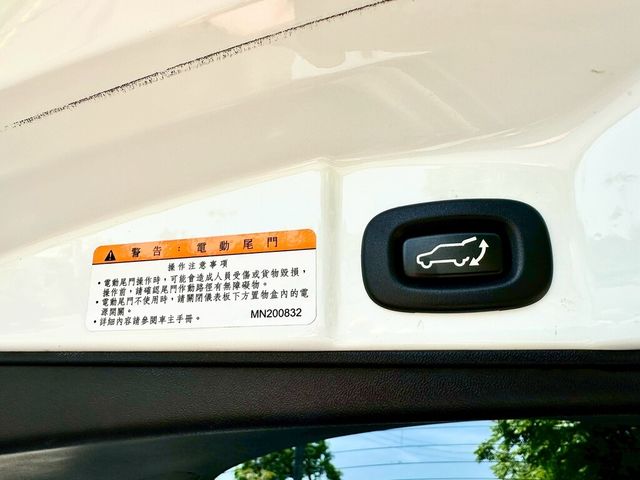 警告：電動尾門
操作注意事項
•電動尾門操作時，可能會造成人員受傷或貨物毀損，
操作前，請確認尾門作動路徑有無障礙物。
•電動尾門不使用時，請關閉儀表板下方置物盒內的電
源開關。
•詳細內容請參閱車主手冊。
MN200832